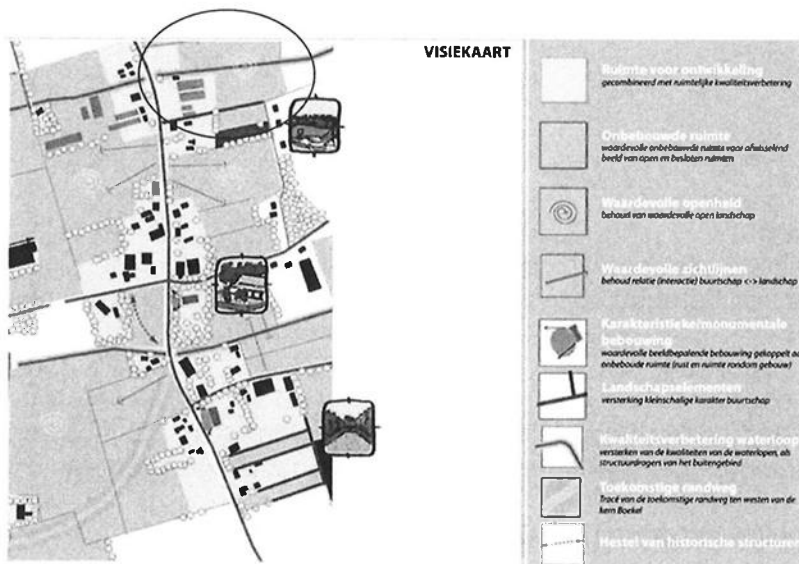 VISIEKAART
Ruimte voor ontwikkeling
gecombineerd met ruimtelijke kwaliteitsverbetering
Onbebouwde ruimte
waardevolle onbebouwde ruimte voor afwisselend
beeld van open en besloten ruimten
Waardevolle openheid
behoud van waardevolle open landschap
Waardevolle zichtlijnen
behoud relatie (interactie) buurtschap <-> landschap
Karakteristieke/monumentale
bebouwing
waardevolle beeldbepalende bebouwing gekoppelt aa
onbeboude ruimte (rust en ruimte rondom gebouw)
Landschapselementen
versterking kleinschalige karakter buurtschap
Kwaliteitsverbetering waterloop
versterken van de kwaliteiten van de waterlopen, als
structuurdragers van het buitengebied
Toekomstige randweg
Tracé van de toekomstige randweg ten westen van de
kern Boekel
Hestel van historische structuren